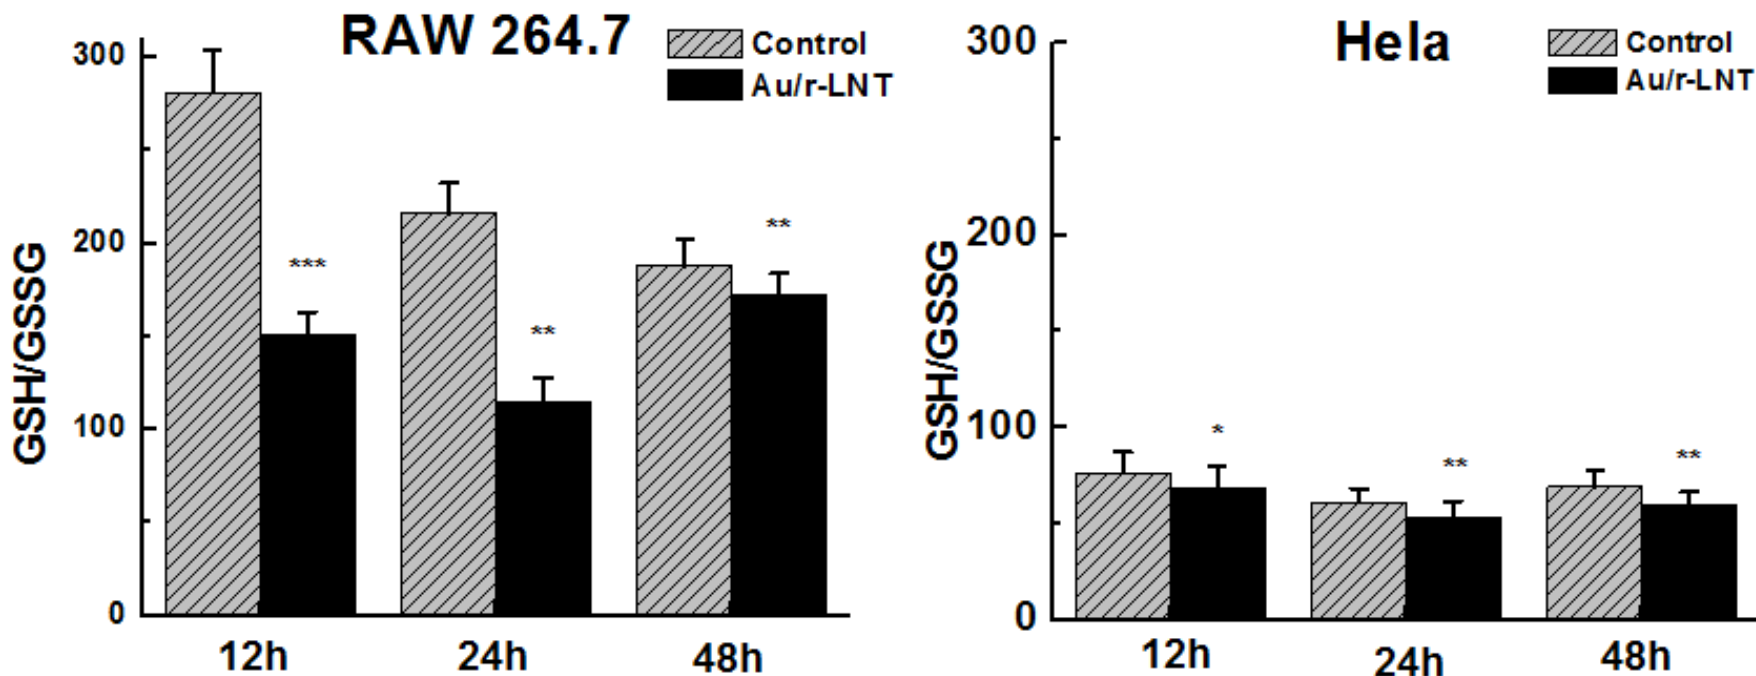 RAW 264.7
Control
Au/r-LNT
GSH/GSSG
300
200
100
0
***
**
**
12h
24h
48h
Hela
Control
Au/r-LNT
GSH/GSSG
300
200
100
0
*
**
**
12h
24h
48h